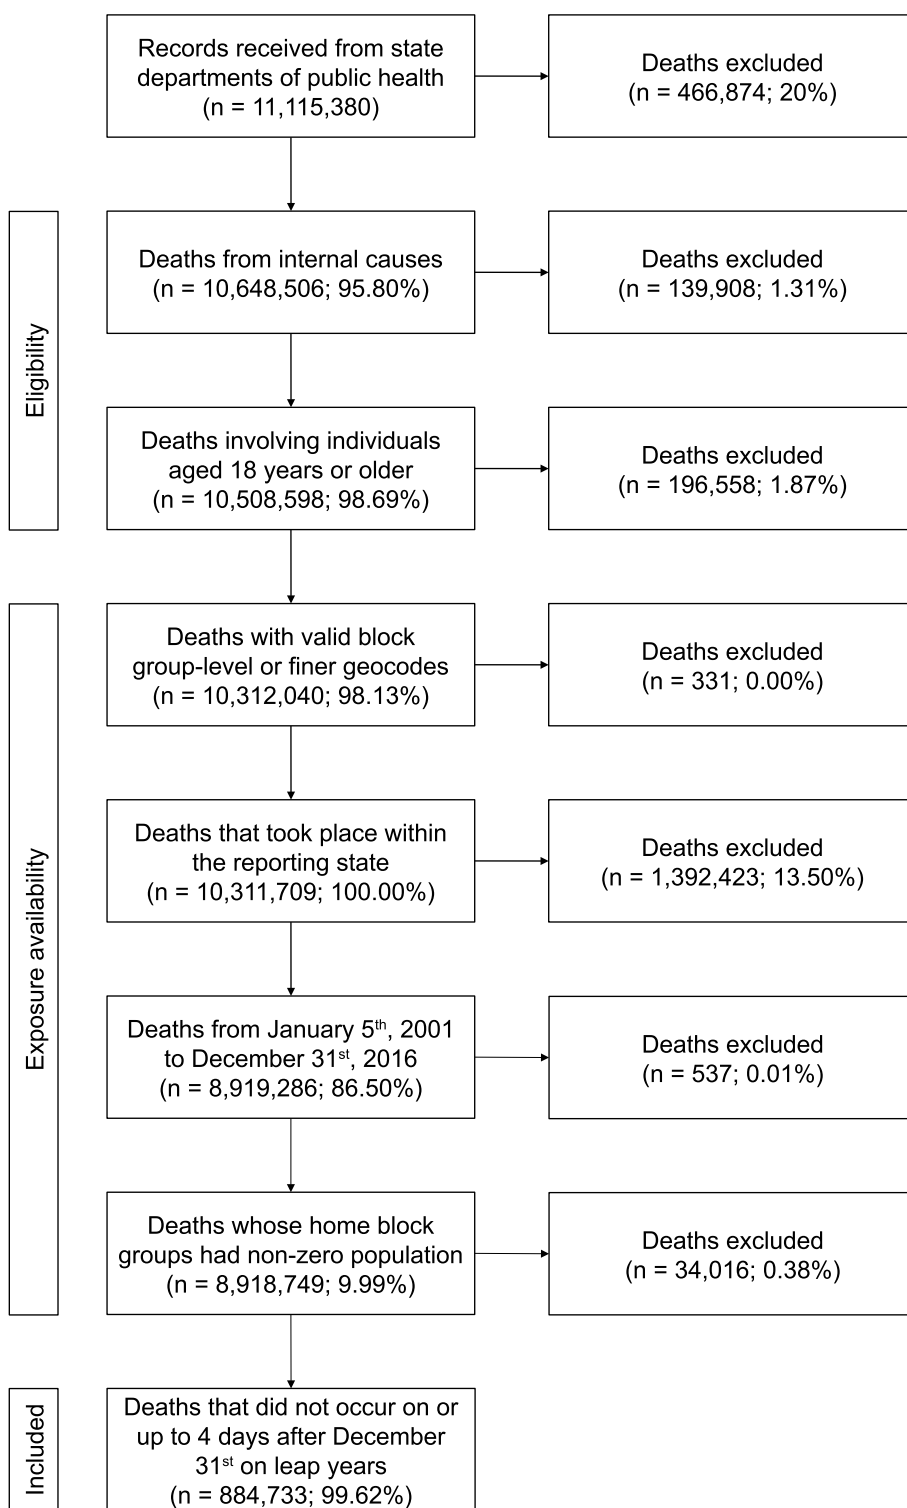 Records received from state
departments of public health
(n = 11,115,380)
Deaths excluded
(n = 466,874; 20%)
Eligibility
Deaths from internal causes
(n = 10,648,506; 95.80%)
Deaths excluded
(n = 139,908; 1.31%)
Deaths involving individuals
aged 18 years or older
(n = 10,508,598; 98.69%)
Deaths excluded
(n = 196,558; 1.87%)
Exposure availability
Deaths with valid block
group-level or finer geocodes
(n = 10,312,040; 98.13%)
Deaths excluded
(n = 331; 0.00%)
Deaths that took place within
the reporting state
(n = 10,311,709; 100.00%)
Deaths excluded
(n = 1,392,423; 13.50%)
Deaths from January 5th, 2001
to December 31st, 2016
(n = 8,919,286; 86.50%)
Deaths excluded
(n = 537; 0.01%)
Deaths whose home block
groups had non-zero population
(n = 8,918,749; 9.99%)
Deaths excluded
(n = 34,016; 0.38%)
Included
Deaths that did not occur on or
up to 4 days after December
31st on leap years
(n = 884,733; 99.62%)